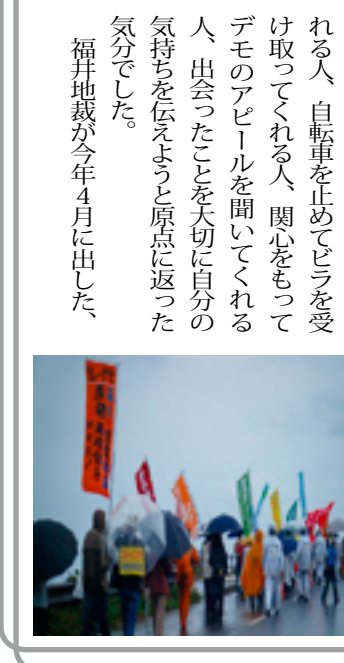 れる人、自転車を止めてビラを受
け取ってくれる人、関心をもって
デモのアピールを聞いてくれる
人、出会ったことを大切に自分の
気持ちを伝えようと原点に返った
気分でした。
福井地裁が今年4月に出した、